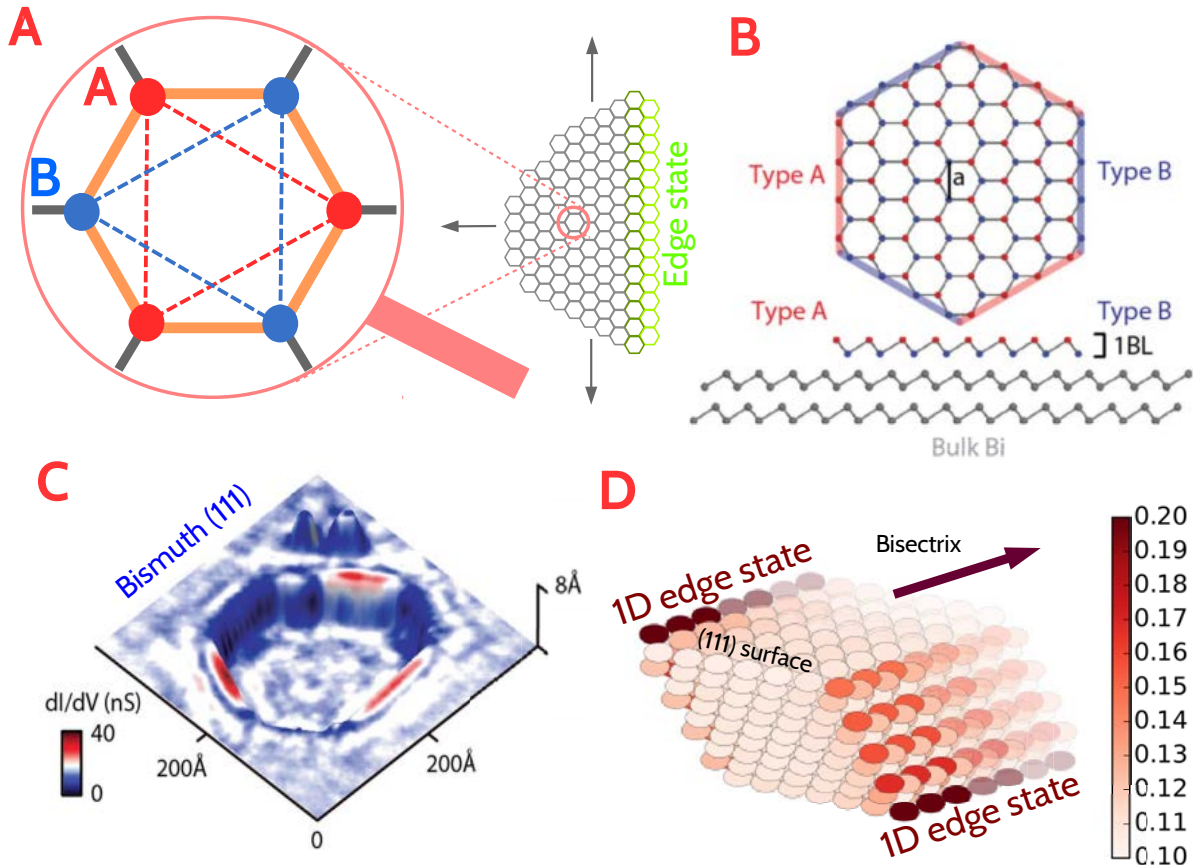 A
A
B
Edge state
B
Type A
a
Type B
Type A
Type B
1BL
Bulk Bi
C
Bismuth (111)
8Å
dI/dV (nS)
40
0
200Å
200Å
0
D
Bisectrix
1D edge state
(111) surface
1D edge state
0.20
0.19
0.18
0.17
0.16
0.15
0.14
0.13
0.12
0.11
0.10